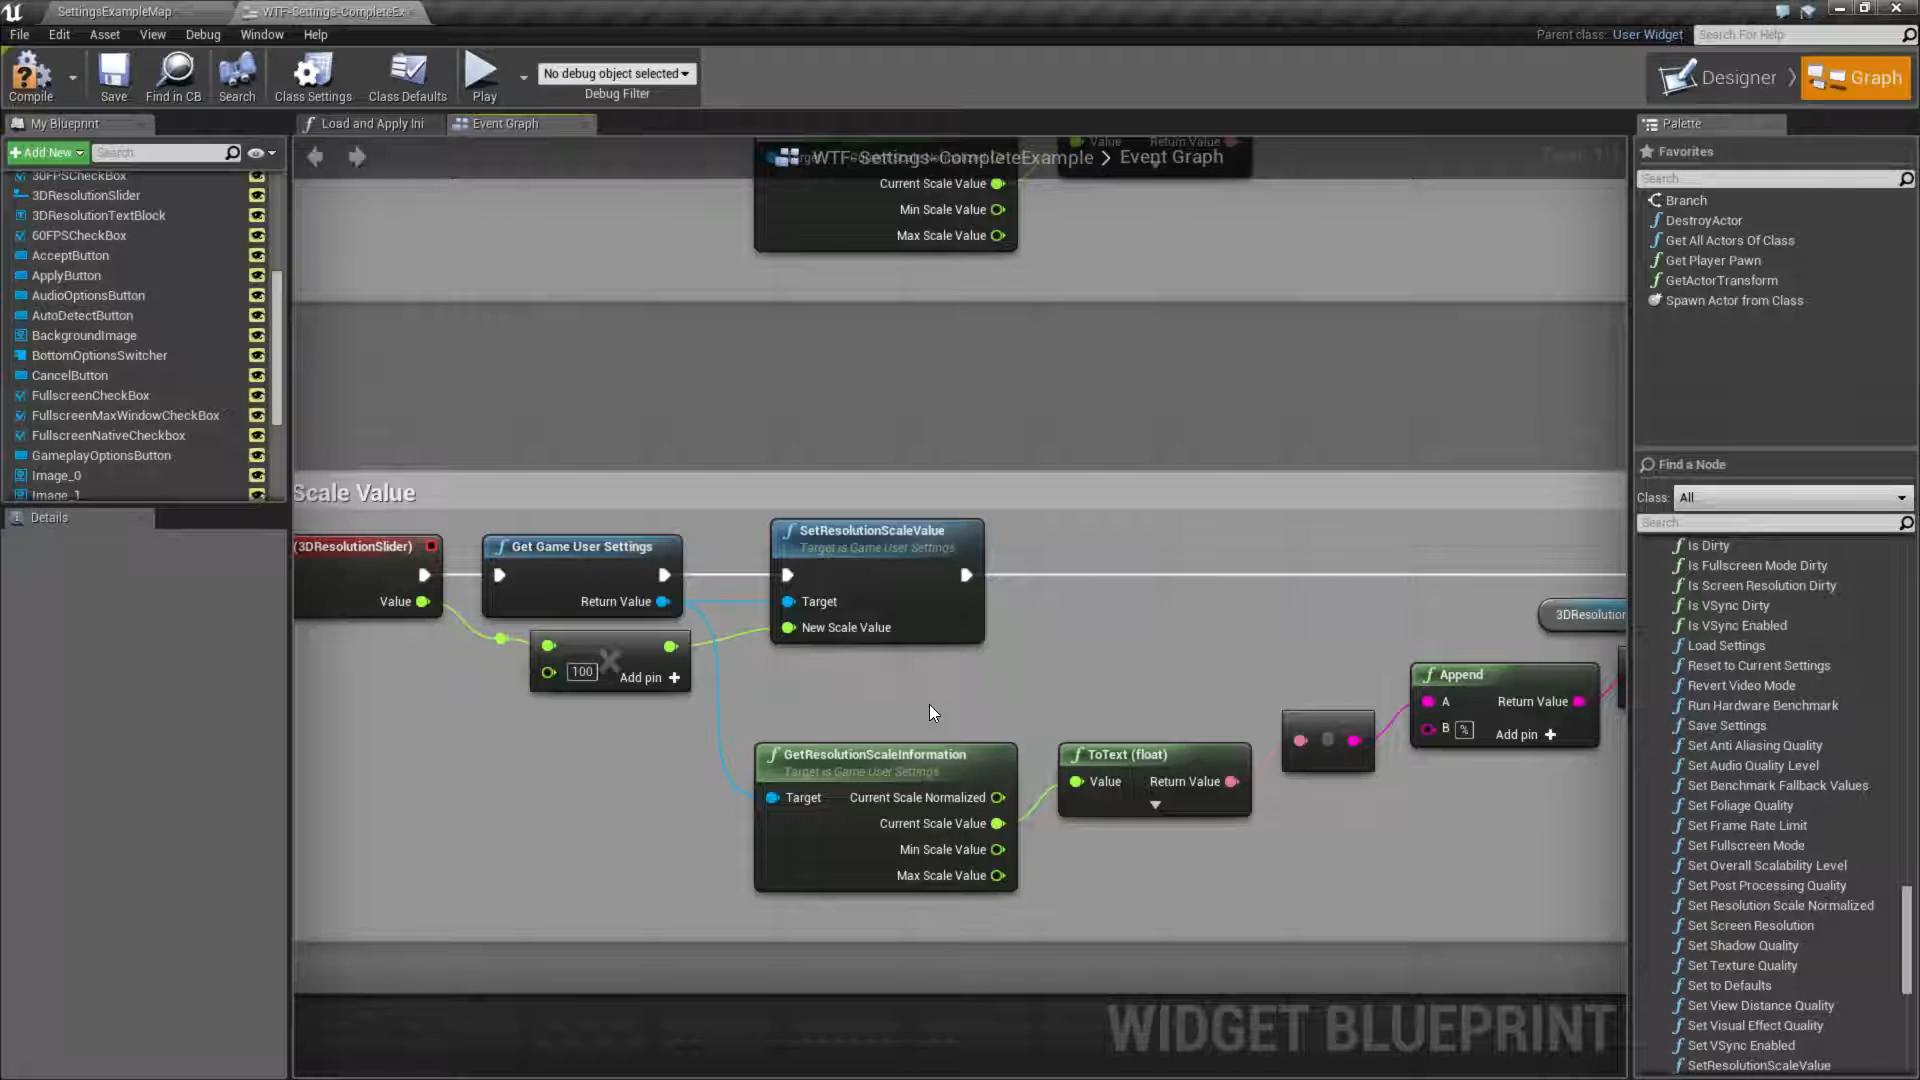 SettingsExampleMap
WTF-Settings-CompleteEx
File Edit Asset View Debug Window Help
Parent class: User Widget
Search For Help
Compile
Save
Find in CB
Search
Class Settings
Class Defaults
Play
No debug object selected
Debug Filter
Designer
Graph
My Blueprint
Load and Apply Ini
Event Graph
Palette
Add New
Search
WTF-Settings-CompleteExample > Event Graph
Favorites
Search
30FPSCheckBox
3DResolutionSlider
3DResolutionTextBlock
60FPSCheckBox
AcceptButton
ApplyButton
AudioOptionsButton
AutoDetectButton
BackgroundImage
BottomOptionsSwitcher
CancelButton
FullscreenCheckBox
FullscreenMaxWindowCheckBox
FullscreenNativeCheckbox
GameplayOptionsButton
Image_0
Image_1
Details
Value
Return Value
Current Scale Value
Min Scale Value
Max Scale Value
Scale Value
(3DResolutionSlider)
Value
Get Game User Settings
Return Value
SetResolutionScaleValue
Target is Game User Settings
Target
New Scale Value
100
Add pin +
GetResolutionScaleInformation
Target is Game User Settings
Target
Current Scale Normalized
Current Scale Value
Min Scale Value
Max Scale Value
ToText (float)
Value
Return Value
3DResolution
Append
A
Return Value
B %
Add pin +
WIDGET BLUEPRINT
Branch
DestroyActor
Get All Actors Of Class
Get Player Pawn
GetActorTransform
Spawn Actor from Class
Find a Node
Class: All
Search
Is Dirty
Is Fullscreen Mode Dirty
Is Screen Resolution Dirty
Is VSync Dirty
Is VSync Enabled
Load Settings
Reset to Current Settings
Revert Video Mode
Run Hardware Benchmark
Save Settings
Set Anti Aliasing Quality
Set Audio Quality Level
Set Benchmark Fallback Values
Set Foliage Quality
Set Frame Rate Limit
Set Fullscreen Mode
Set Overall Scalability Level
Set Post Processing Quality
Set Resolution Scale Normalized
Set Screen Resolution
Set Shadow Quality
Set Texture Quality
Set to Defaults
Set View Distance Quality
Set Visual Effect Quality
Set VSync Enabled
SetResolutionScaleValue